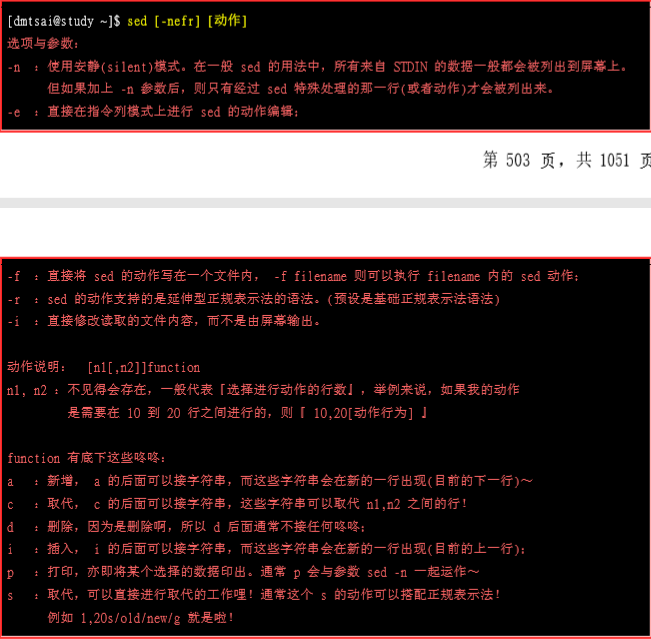 [dmtsai@study ~]$ sed [-nefr] [动作]
选项与参数：
-n ：使用安静(silent)模式。在一般 sed 的用法中，所有来自 STDIN 的数据一般都会被列出到屏幕上。
但如果加上 -n 参数后，则只有经过 sed 特殊处理的那一行(或者动作)才会被列出来。
-e ：直接在指令列模式上进行 sed 的动作编辑；
第 503 页，共 1051 页
-f ：直接将 sed 的动作写在一个文件内， -f filename 则可以执行 filename 内的 sed 动作；
-r ：sed 的动作支持的是延伸型正规表示法的语法。(预设是基础正规表示法语法)
-i ：直接修改读取的文件内容，而不是由屏幕输出。
动作说明： [n1[,n2]]function
n1, n2 ：不见得会存在，一般代表『选择进行动作的行数』，举例来说，如果我的动作
是需要在 10 到 20 行之间进行的，则『 10,20[动作行为] 』
function 有底下这些咚咚：
a ：新增， a 的后面可以接字符串，而这些字符串会在新的一行出现(目前的下一行)～
c ：取代， c 的后面可以接字符串，这些字符串可以取代 n1,n2 之间的行！
d ：删除，因为是删除啊，所以 d 后面通常不接任何咚咚；
i ：插入， i 的后面可以接字符串，而这些字符串会在新的一行出现(目前的上一行)；
p ：打印，亦即将某个选择的数据印出。通常 p 会与参数 sed -n 一起运作～
s ：取代，可以直接进行取代的工作哩！通常这个 s 的动作可以搭配正规表示法！
例如 1,20s/old/new/g 就是啦！